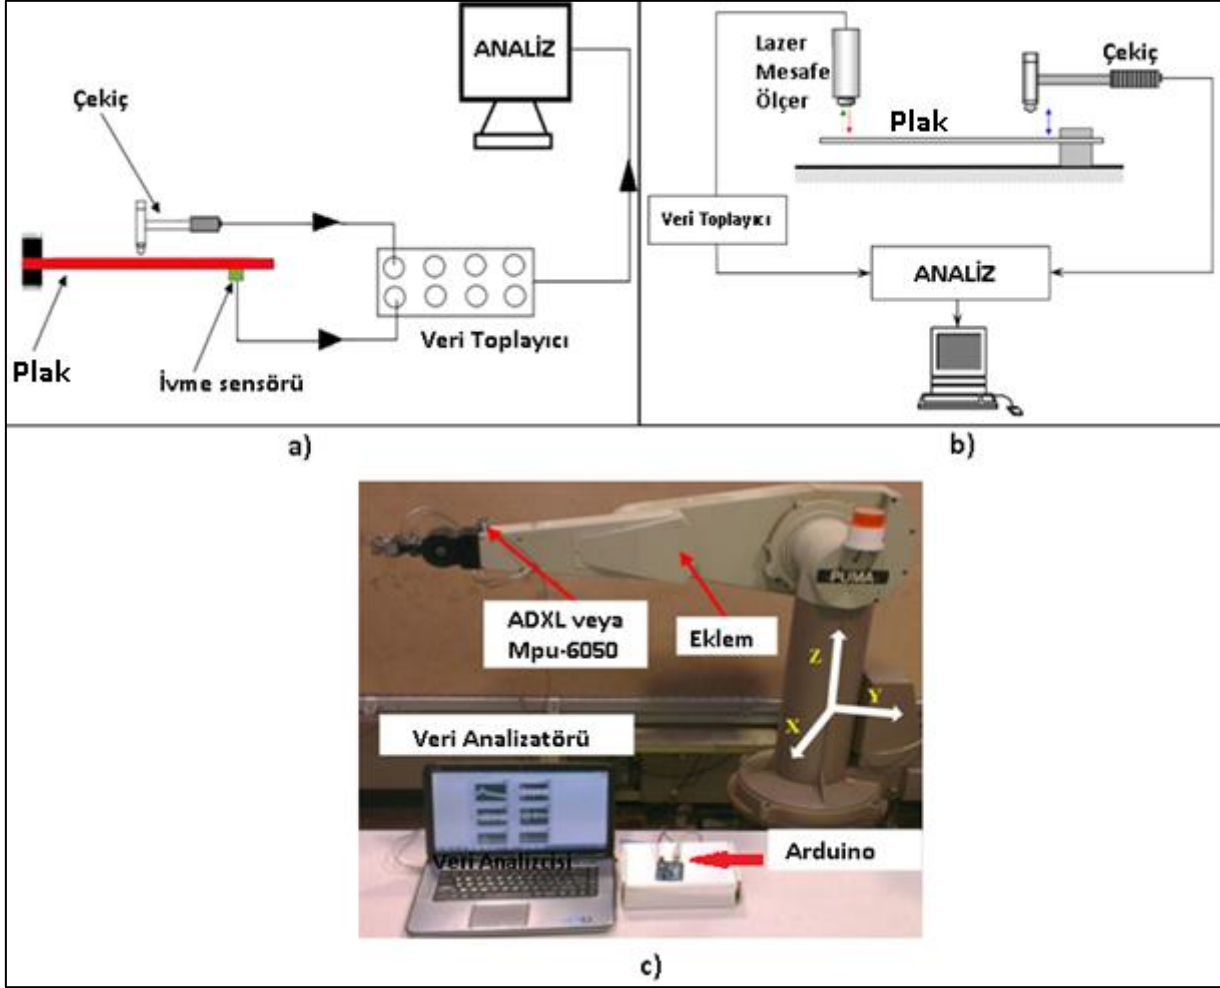 ANALİZ
Çekiç
Plak
İvme sensörü
Veri Toplayıcı
a)
Lazer
Mesafe
Ölçer
Çekiç
Plak
Veri Toplayıcı
ANALİZ
b)
PUMA
ADXL veya
Mpu-6050
Eklem
Z
Y
X
Veri Analizatörü
Veri Analizcisi
Arduino
c)